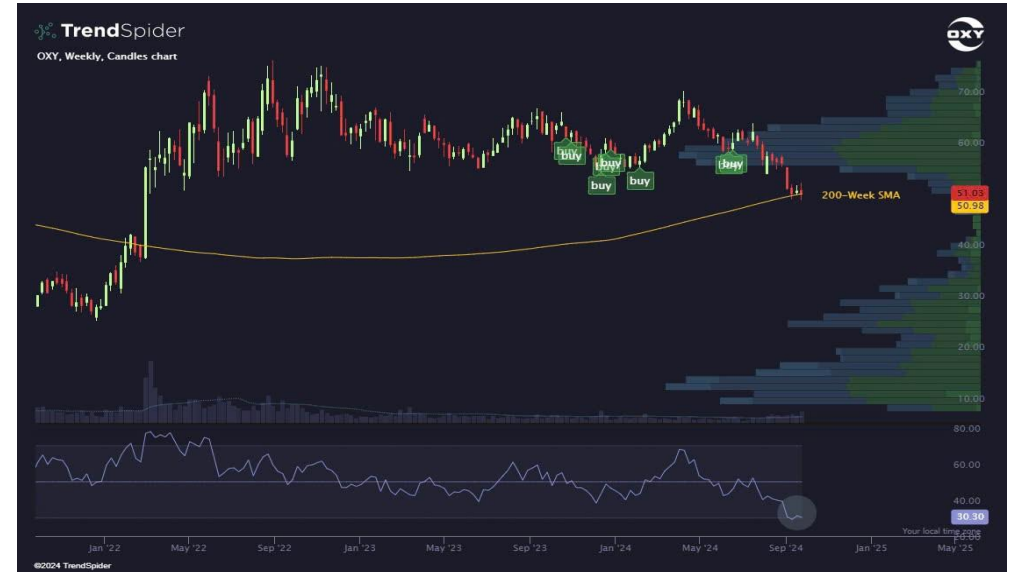 TrendSpider
OXY
OXY, Weekly, Candles chart
70.00
60.00
buy
buy
buy
buy
buy
buy
buy
200-Week SMA
51.03
50.98
40.00
30.00
20.00
10.00
80.00
60.00
40.00
30.30
Your local time zone
20.00
Jan '22
May '22
Sep '22
Jan '23
May '23
Sep '23
Jan '24
May '24
Sep '24
Jan '25
May '25
©2024 TrendSpider